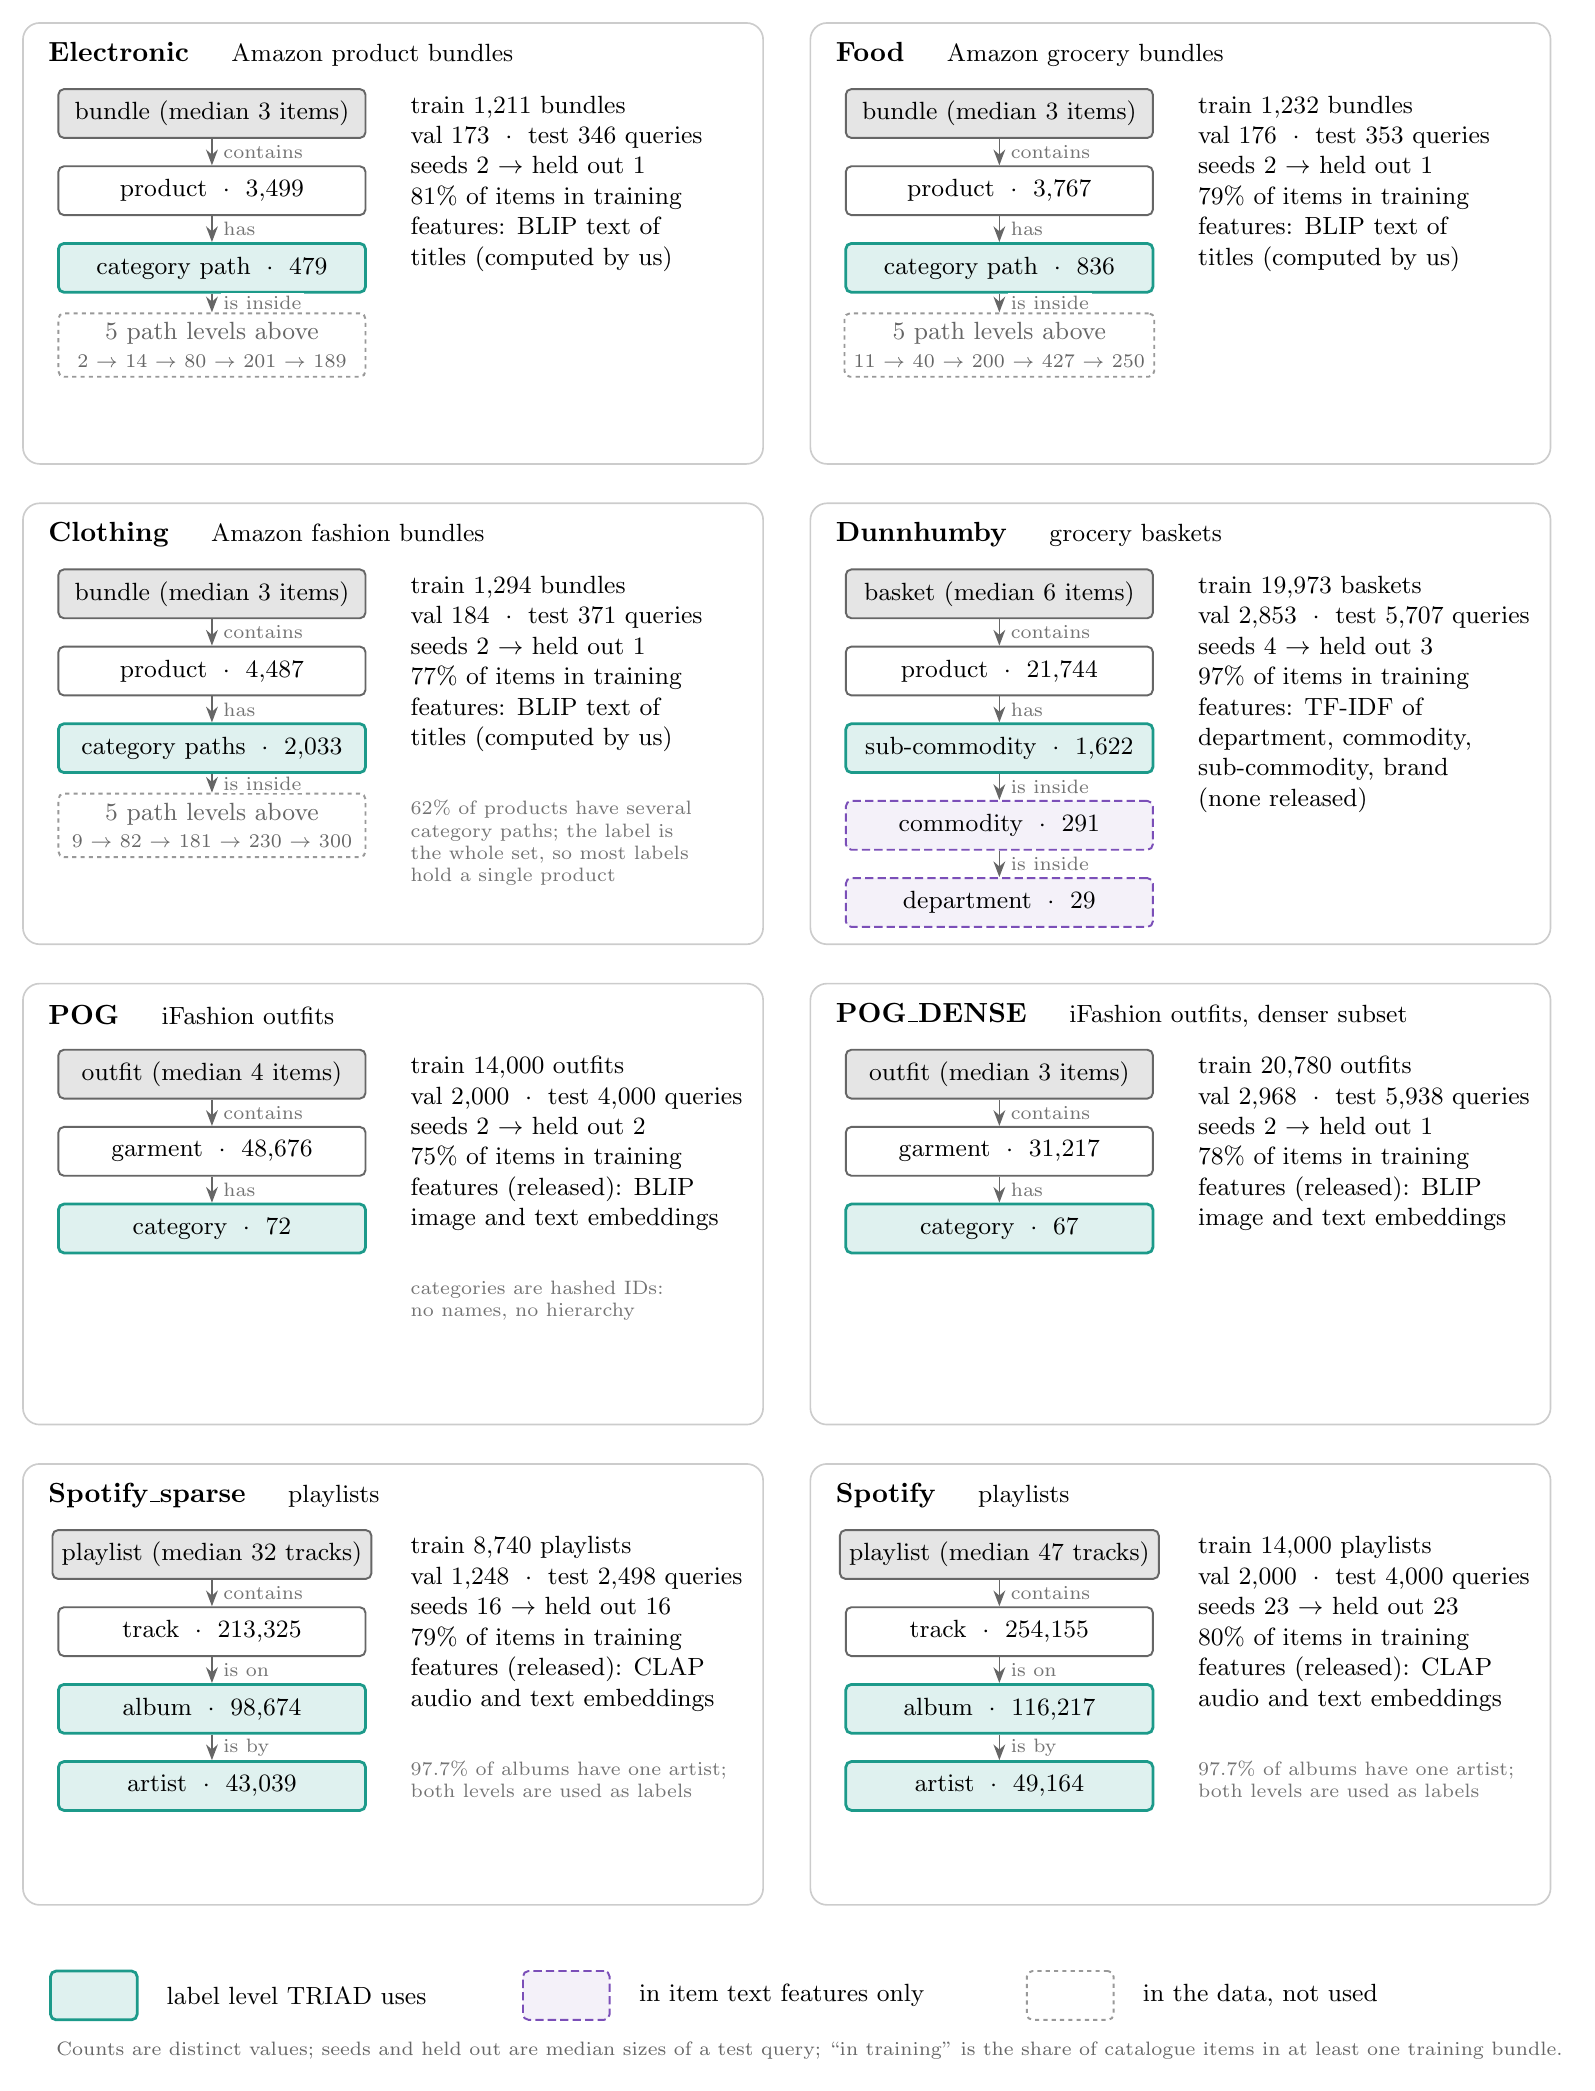 Electronic Amazon product bundles
bundle (median 3 items)
contains
product · 3,499
has
category path · 479
is inside
5 path levels above
2 → 14 → 80 → 201 → 189
train 1,211 bundles
val 173 · test 346 queries
seeds 2 → held out 1
81% of items in training
features: BLIP text of
titles (computed by us)
Food Amazon grocery bundles
bundle (median 3 items)
contains
product · 3,767
has
category path · 836
is inside
5 path levels above
11 → 40 → 200 → 427 → 250
train 1,232 bundles
val 176 · test 353 queries
seeds 2 → held out 1
79% of items in training
features: BLIP text of
titles (computed by us)
Clothing Amazon fashion bundles
bundle (median 3 items)
contains
product · 4,487
has
category paths · 2,033
is inside
5 path levels above
9 → 82 → 181 → 230 → 300
train 1,294 bundles
val 184 · test 371 queries
seeds 2 → held out 1
77% of items in training
features: BLIP text of
titles (computed by us)
62% of products have several
category paths; the label is
the whole set, so most labels
hold a single product
Dunnhumby grocery baskets
basket (median 6 items)
contains
product · 21,744
has
sub-commodity · 1,622
is inside
commodity · 291
is inside
department · 29
train 19,973 baskets
val 2,853 · test 5,707 queries
seeds 4 → held out 3
97% of items in training
features: TF-IDF of
department, commodity,
sub-commodity, brand
(none released)
POG iFashion outfits
outfit (median 4 items)
contains
garment · 48,676
has
category · 72
train 14,000 outfits
val 2,000 · test 4,000 queries
seeds 2 → held out 2
75% of items in training
features (released): BLIP
image and text embeddings
categories are hashed IDs:
no names, no hierarchy
POG_DENSE iFashion outfits, denser subset
outfit (median 3 items)
contains
garment · 31,217
has
category · 67
train 20,780 outfits
val 2,968 · test 5,938 queries
seeds 2 → held out 1
78% of items in training
features (released): BLIP
image and text embeddings
Spotify_sparse playlists
playlist (median 32 tracks)
contains
track · 213,325
is on
album · 98,674
is by
artist · 43,039
train 8,740 playlists
val 1,248 · test 2,498 queries
seeds 16 → held out 16
79% of items in training
features (released): CLAP
audio and text embeddings
97.7% of albums have one artist;
both levels are used as labels
Spotify playlists
playlist (median 47 tracks)
contains
track · 254,155
is on
album · 116,217
is by
artist · 49,164
train 14,000 playlists
val 2,000 · test 4,000 queries
seeds 23 → held out 23
80% of items in training
features (released): CLAP
audio and text embeddings
97.7% of albums have one artist;
both levels are used as labels
label level TRIAD uses
in item text features only
in the data, not used
Counts are distinct values; seeds and held out are median sizes of a test query; “in training” is the share of catalogue items in at least one training bundle.